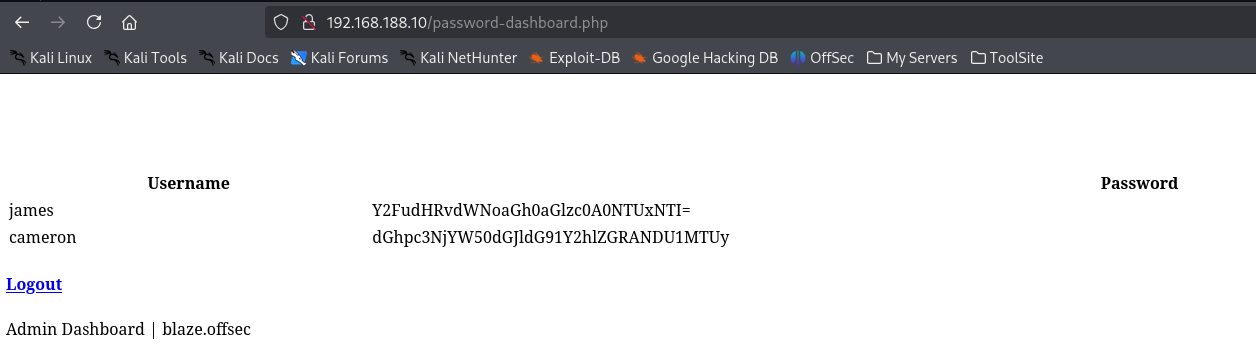 192.168.188.10/password-dashboard.php
Kali Linux Kali Tools Kali Docs Kali Forums Kali NetHunter Exploit-DB Google Hacking DB OffSec My Servers ToolSite
Username Password
james Y2FudHRvdWNoaGh0aGlzc0A0NTUxNTI=
cameron dGhpc3NjYW50dGJldG91Y2hlZGRANDU1MTUy
Logout
Admin Dashboard | blaze.offsec